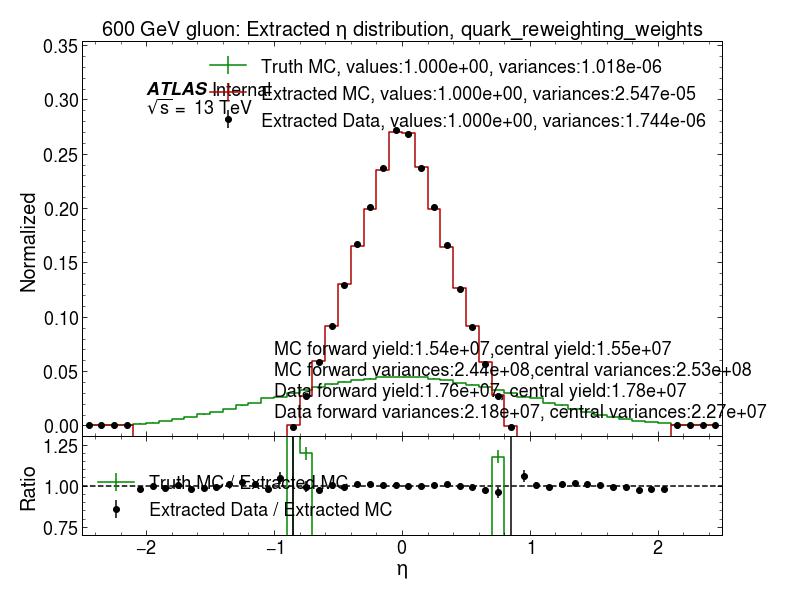 600 GeV gluon: Extracted η distribution, quark_reweighting_weights
Truth MC, values:1.000e+00, variances:1.018e-06
ATLAS Internal
Extracted MC, values:1.000e+00, variances:2.547e-05
√s = 13 TeV
Extracted Data, values:1.000e+00, variances:1.744e-06
0.35
0.30
0.25
0.20
0.15
0.10
0.05
0.00
Normalized
MC forward yield:1.54e+07,central yield:1.55e+07
MC forward variances:2.44e+08,central variances:2.53e+08
Data forward yield:1.76e+07, central yield:1.78e+07
Data forward variances:2.18e+07, central variances:2.27e+07
1.25
1.00
0.75
Ratio
Truth MC / Extracted MC
Extracted Data / Extracted MC
−2 −1 0 1 2
η